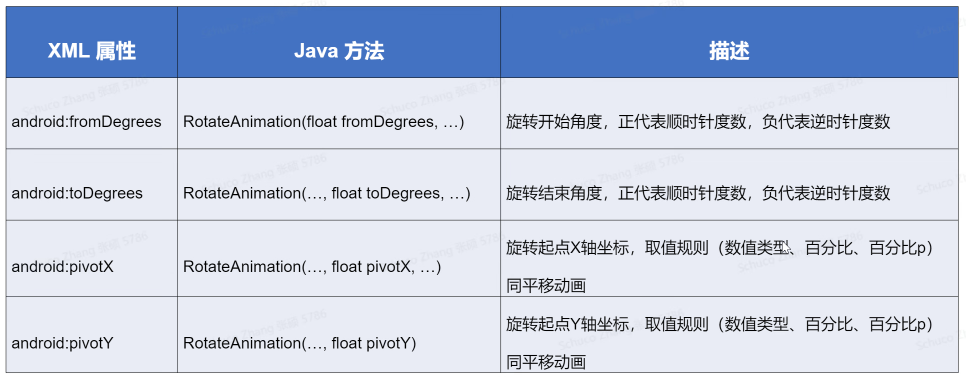 XML 属性 Java 方法 描述
android:fromDegrees RotateAnimation(float fromDegrees, …) 旋转开始角度，正代表顺时针度数，负代表逆时针度数
android:toDegrees RotateAnimation(…, float toDegrees, …) 旋转结束角度，正代表顺时针度数，负代表逆时针度数
android:pivotX RotateAnimation(…, float pivotX, …) 旋转起点X轴坐标，取值规则（数值类型、百分比、百分比p）
同平移动画
android:pivotY RotateAnimation(…, float pivotY) 旋转起点Y轴坐标，取值规则（数值类型、百分比、百分比p）
同平移动画